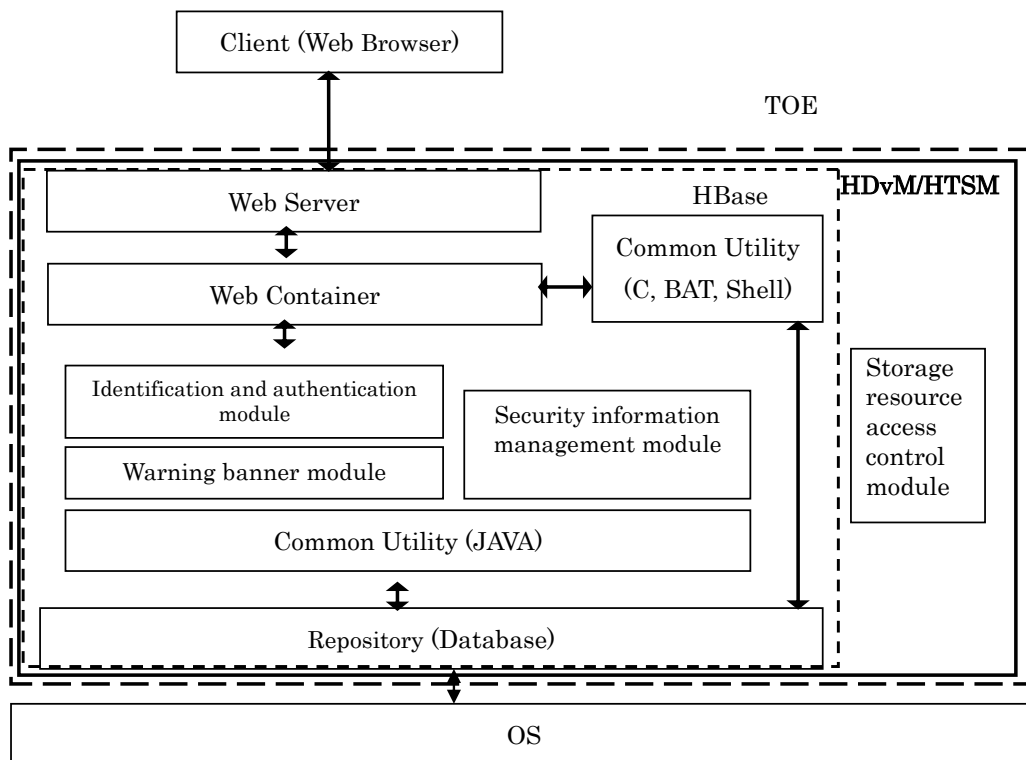 Client (Web Browser)
TOE
HDvM/HTSM
Web Server
HBase
Common Utility
(C, BAT, Shell)
Web Container
Identification and authentication
module
Security information
management module
Storage
resource
access
control
module
Warning banner module
Common Utility (JAVA)
Repository (Database)
OS